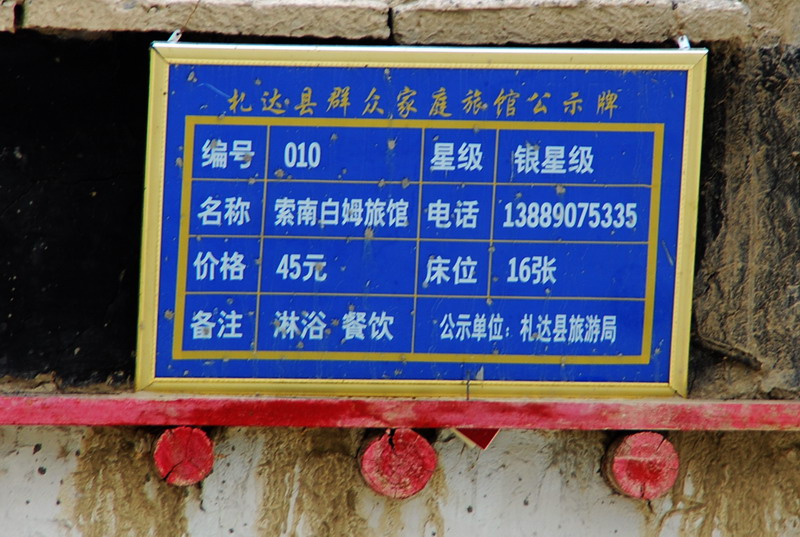 札达县群众家庭旅馆公示牌
编号 010 星级 银星级
名称 索南白姆旅馆 电话 13889075335
价格 45元 床位 16张
备注 淋浴 餐饮 公示单位：札达县旅游局